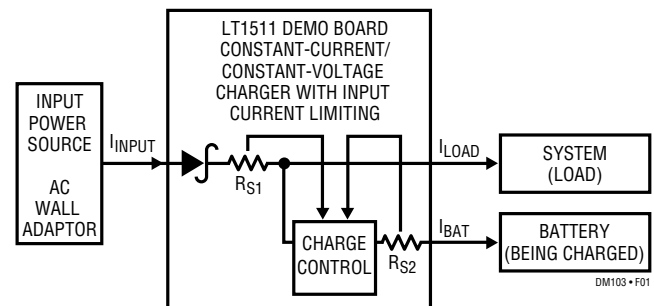 LT1511 DEMO BOARD
CONSTANT-CURRENT/
CONSTANT-VOLTAGE
CHARGER WITH INPUT
CURRENT LIMITING
INPUT
POWER
SOURCE
AC
WALL
ADAPTOR
IINPUT
RS1
ILOAD
SYSTEM
(LOAD)
CHARGE
CONTROL
RS2
IBAT
BATTERY
(BEING CHARGED)
DM103 • F01